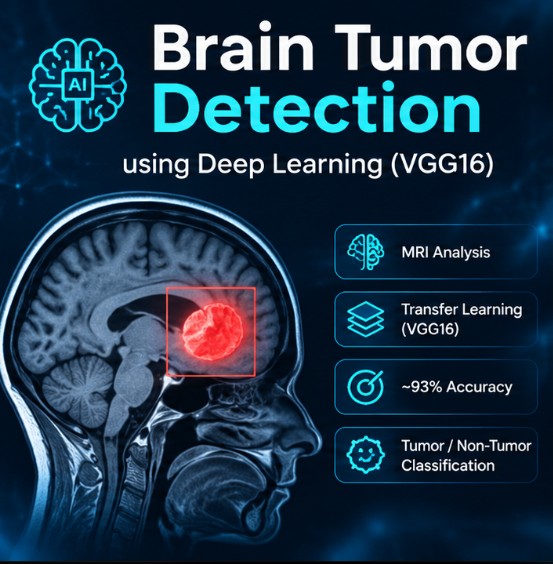 AI
Brain Tumor
Detection
using Deep Learning (VGG16)
MRI Analysis
Transfer Learning
(VGG16)
~93% Accuracy
Tumor / Non-Tumor
Classification